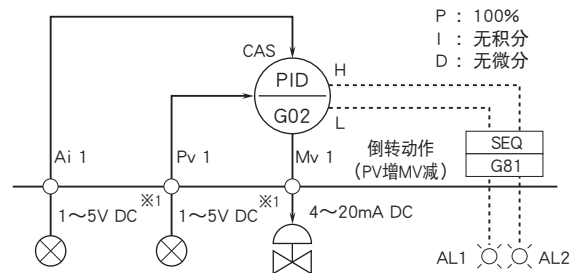 P : 100%
I : 无积分
D : 无微分
CAS
PID
G02
H
L
Ai 1
Pv 1
Mv 1
倒转动作
(PV增MV减)
SEQ
G81
1～5V DC
※1
1～5V DC
※1
4～20mA DC
AL1
AL2